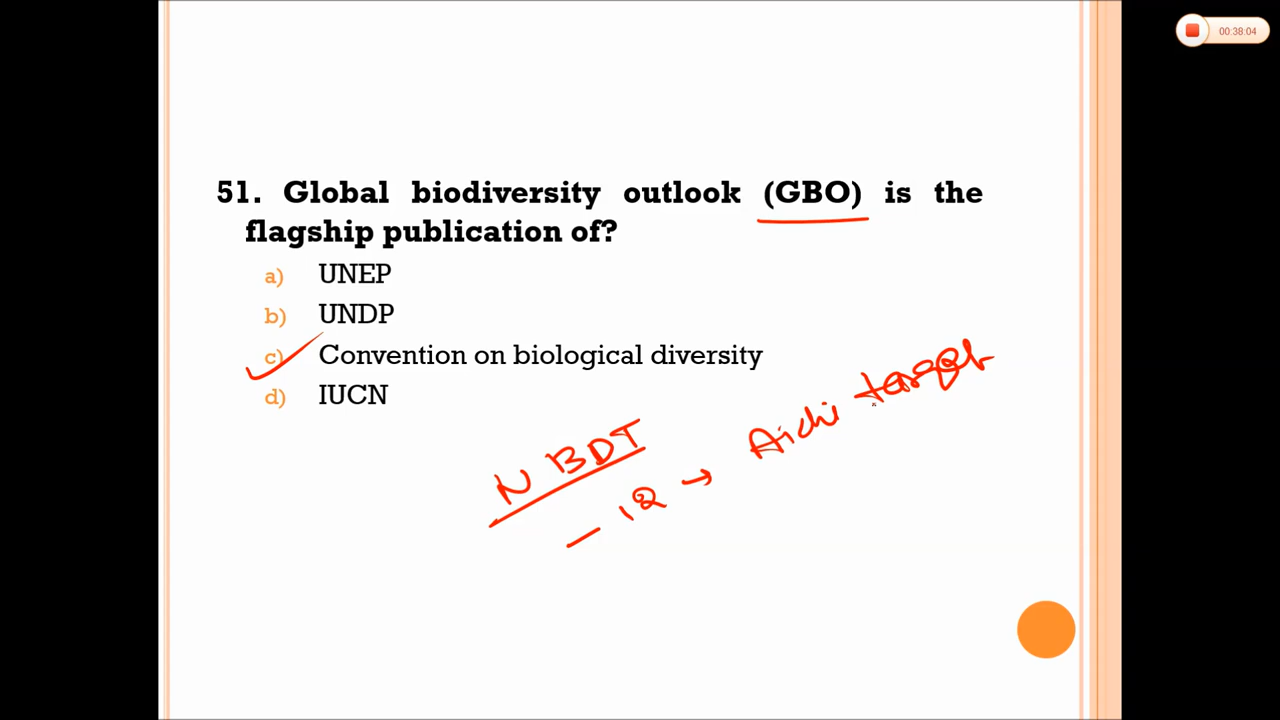 00:38:04
51. Global biodiversity outlook (GBO) is the
flagship publication of?
a) UNEP
b) UNDP
c) Convention on biological diversity
d) IUCN
N BDT
– 12 → Aichi target